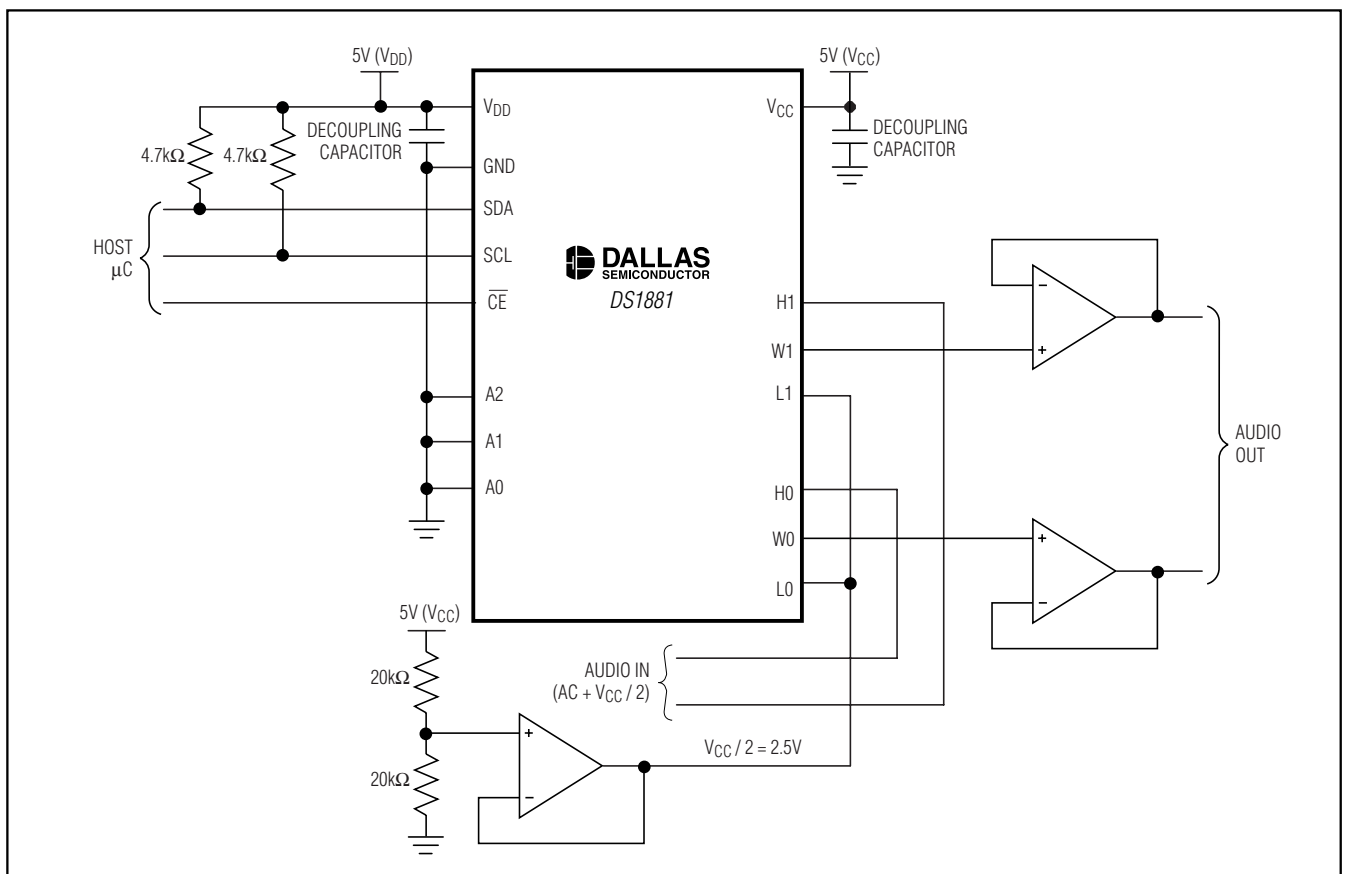 5V (VDD)
5V (VCC)
VDD
VCC
DECOUPLING
CAPACITOR
DECOUPLING
CAPACITOR
4.7kΩ
4.7kΩ
GND
SDA
HOST
μC
SCL
CE
DALLAS
SEMICONDUCTOR
DS1881
H1
W1
L1
-
+
A2
A1
A0
H0
W0
L0
+
-
AUDIO
OUT
5V (VCC)
20kΩ
20kΩ
AUDIO IN
(AC + VCC / 2)
+
-
VCC / 2 = 2.5V